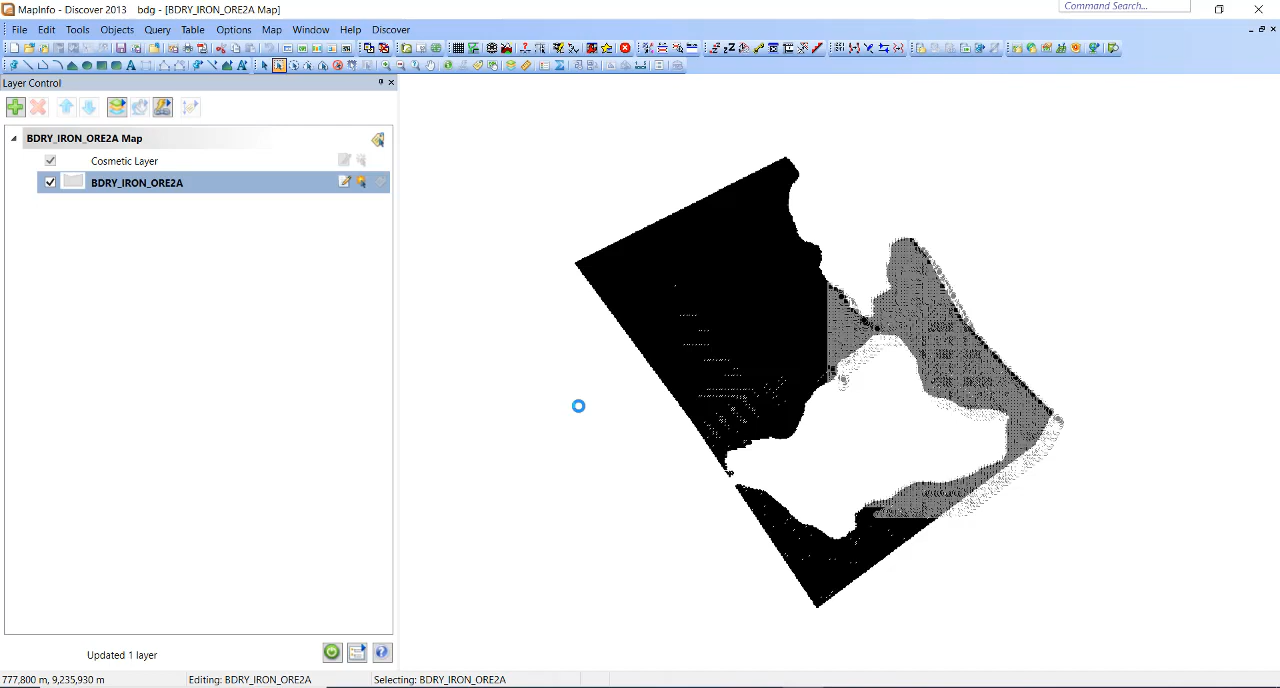 MapInfo - Discover 2013    bdg - [BDRY_IRON_ORE2A Map]
Command Search...
File Edit Tools Objects Query Table Options Map Window Help Discover
Layer Control
BDRY_IRON_ORE2A Map
Cosmetic Layer
BDRY_IRON_ORE2A
Updated 1 layer
777,800 m, 9,235,930 m Editing: BDRY_IRON_ORE2A Selecting: BDRY_IRON_ORE2A